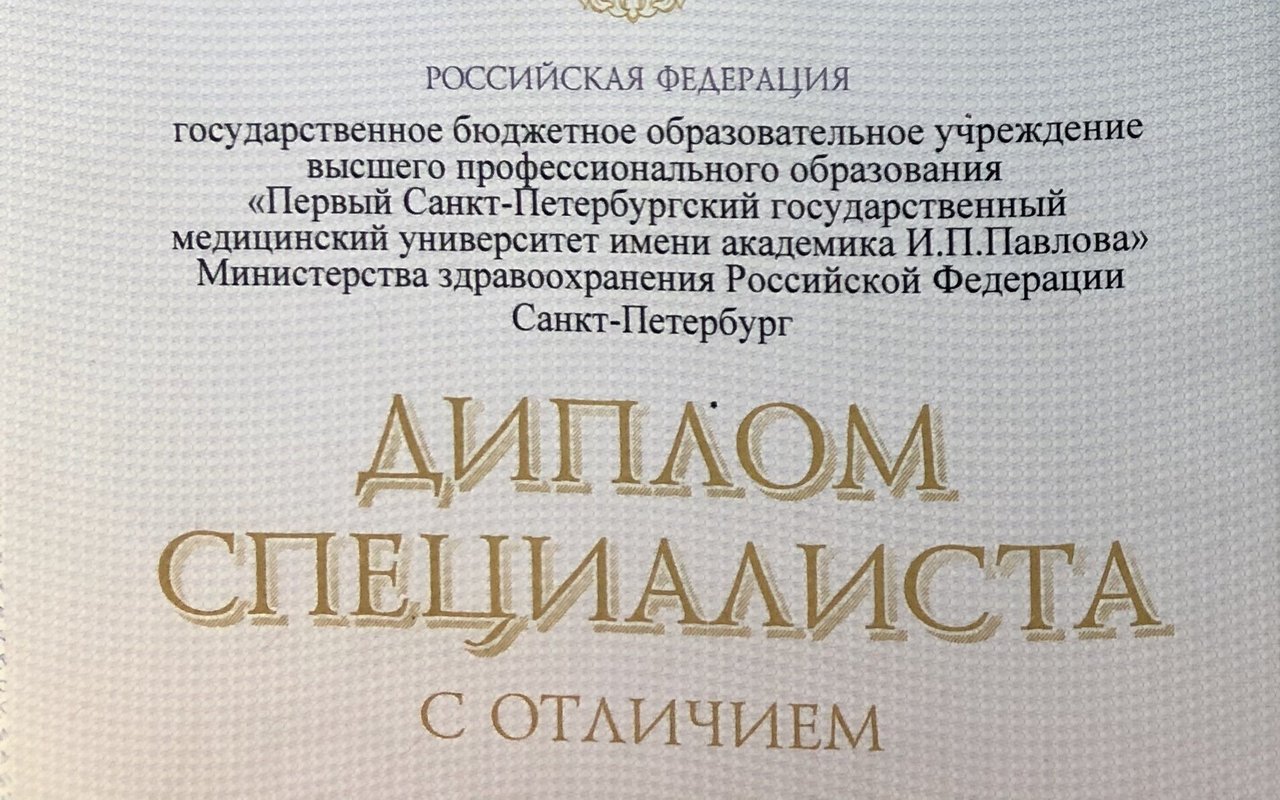 РОССИЙСКАЯ ФЕДЕРАЦИЯ
государственное бюджетное образовательное учреждение
высшего профессионального образования
«Первый Санкт-Петербургский государственный
медицинский университет имени академика И.П.Павлова»
Министерства здравоохранения Российской Федерации
Санкт-Петербург
ДИПЛОМ
СПЕЦИАЛИСТА
С ОТЛИЧИЕМ